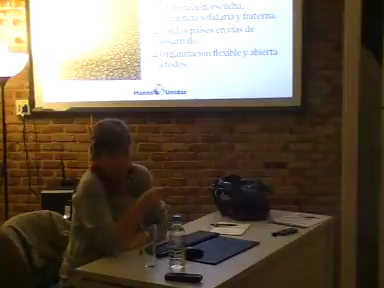 escucha,
solidaria y fraterna.
países en vías de
desarrollo.
Organización flexible y abierta
a todos.
Manos Unidas